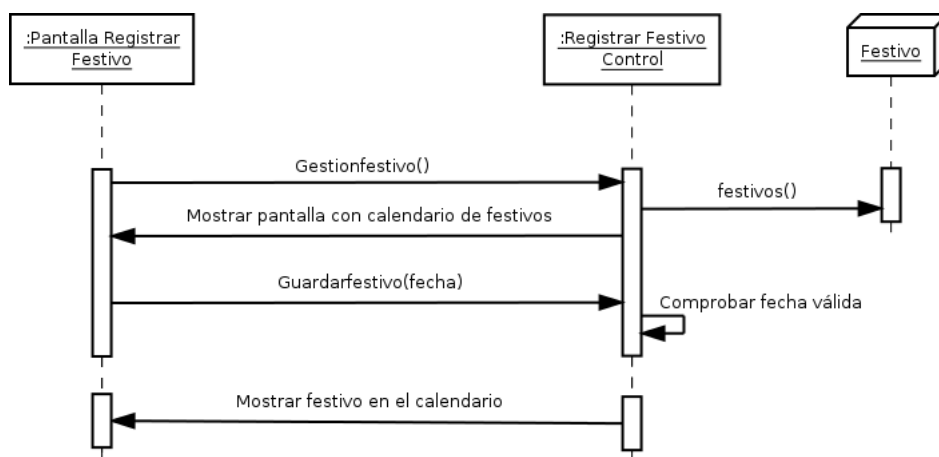 :Pantalla Registrar
Festivo
:Registrar Festivo
Control
Festivo
Gestionfestivo()
festivos()
Mostrar pantalla con calendario de festivos
Guardarfestivo(fecha)
Comprobar fecha válida
Mostrar festivo en el calendario